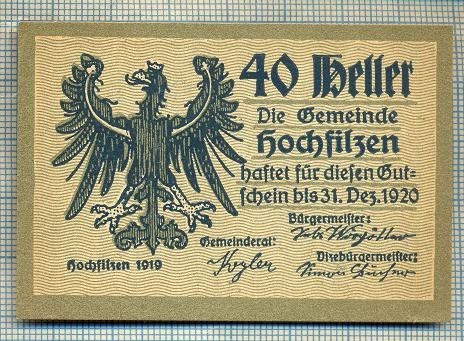 40 Heller
Die Gemeinde
Hochfilzen
haftet für diesen Gut-
schein bis 31. Dez. 1920
Bürgermeister:
Gemeinderat:
Vizebürgermeister:
Hochfilzen 1919